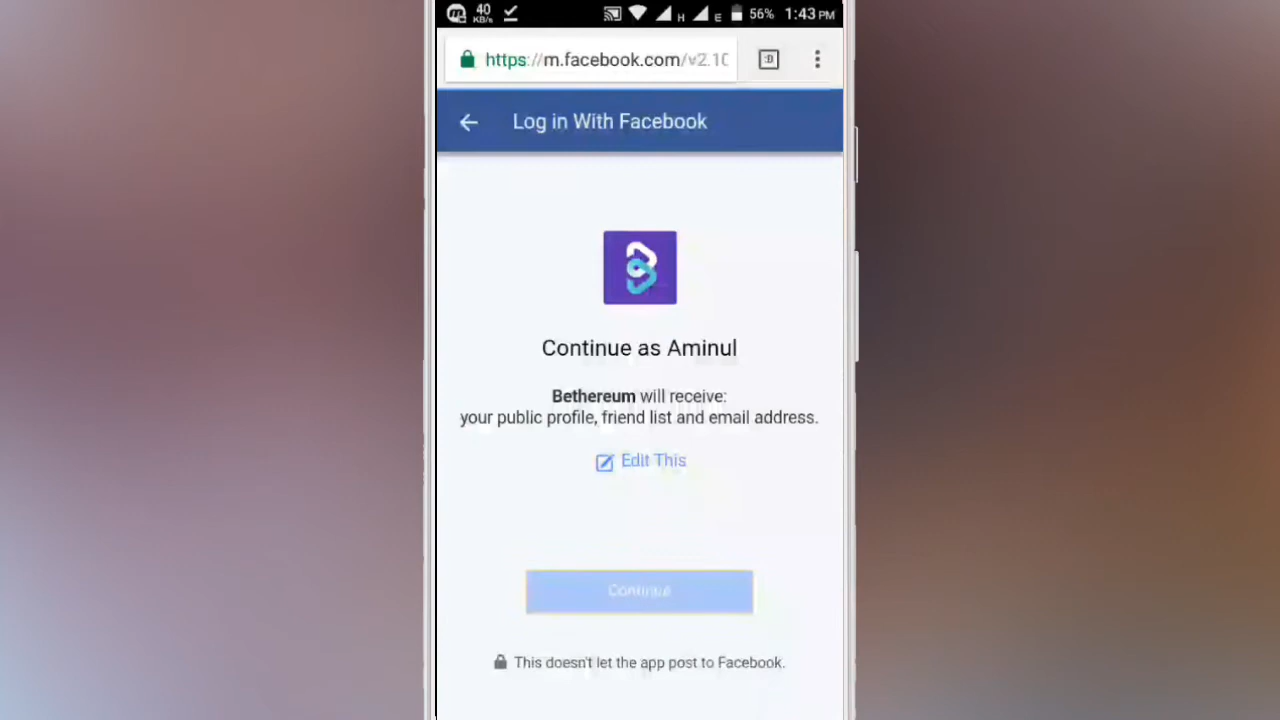 40
KB/s
H
E
56%
1:43 PM
https://m.facebook.com/v2.10
:D
Log in With Facebook
Continue as Aminul
Bethereum will receive:
your public profile, friend list and email address.
Edit This
Continue
This doesn't let the app post to Facebook.